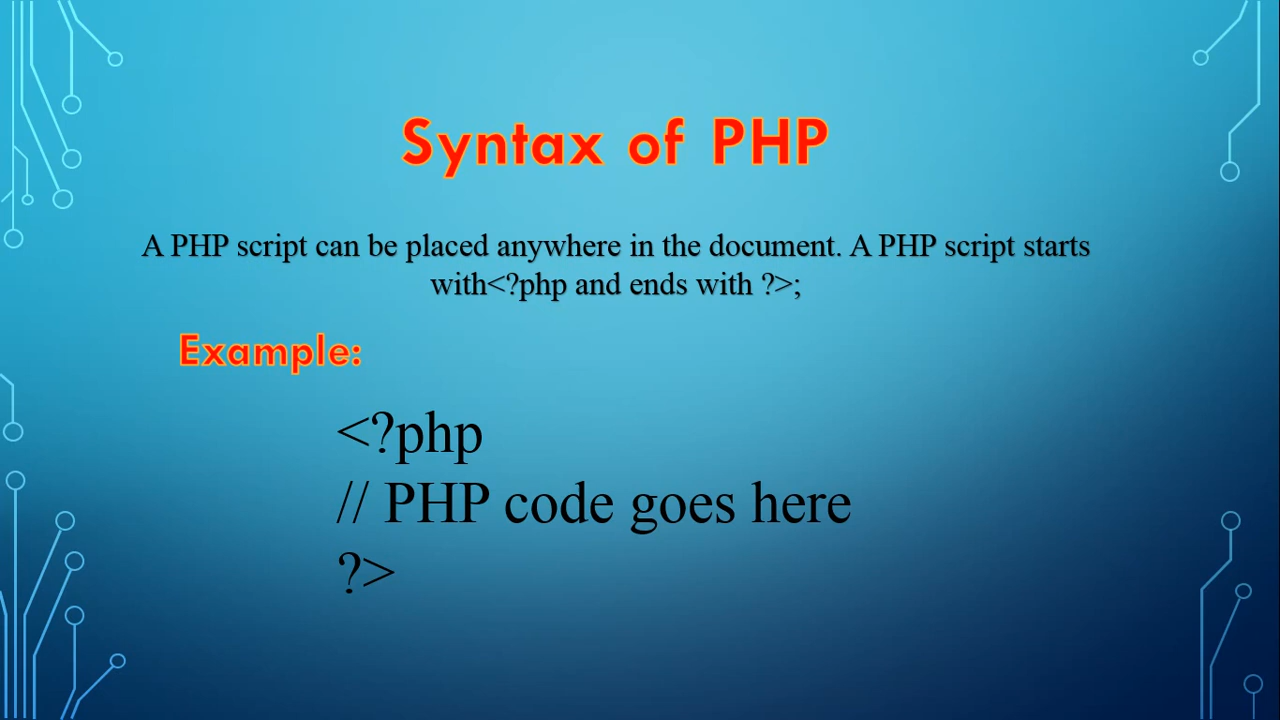 Syntax of PHP
A PHP script can be placed anywhere in the document. A PHP script starts
with<?php and ends with ?>;
Example:
<?php
// PHP code goes here
?>